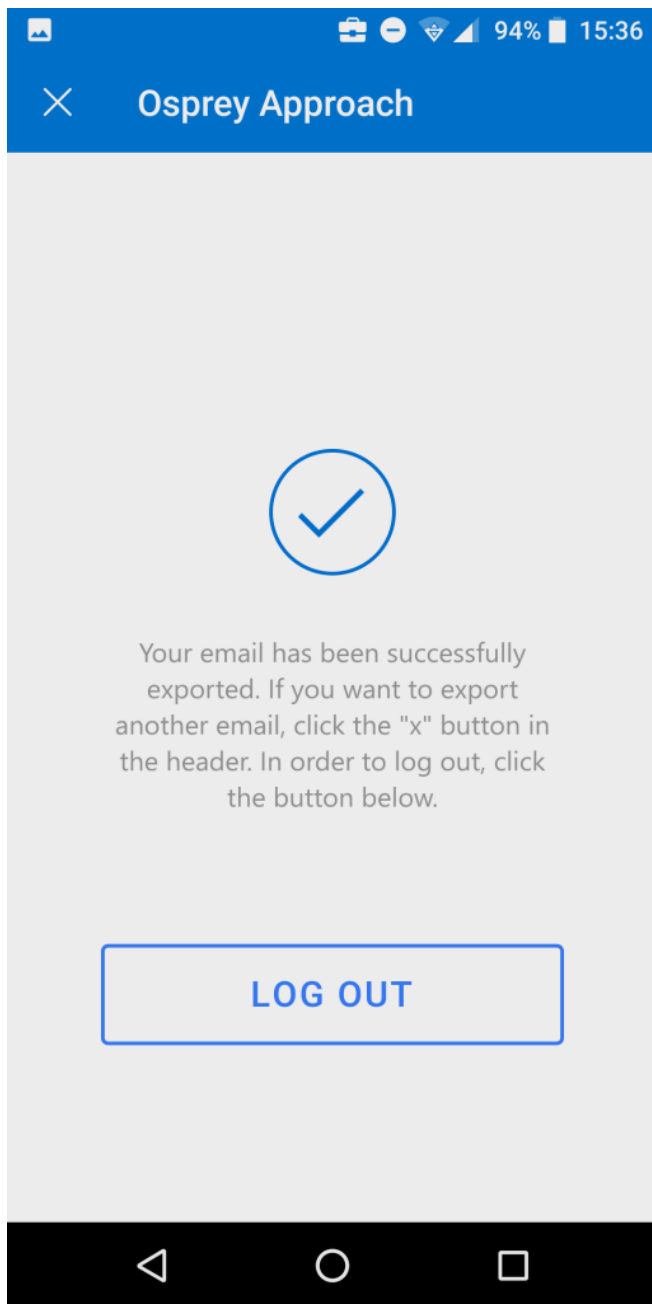 94% 15:36
Osprey Approach
Your email has been successfully
exported. If you want to export
another email, click the "x" button in
the header. In order to log out, click
the button below.
LOG OUT